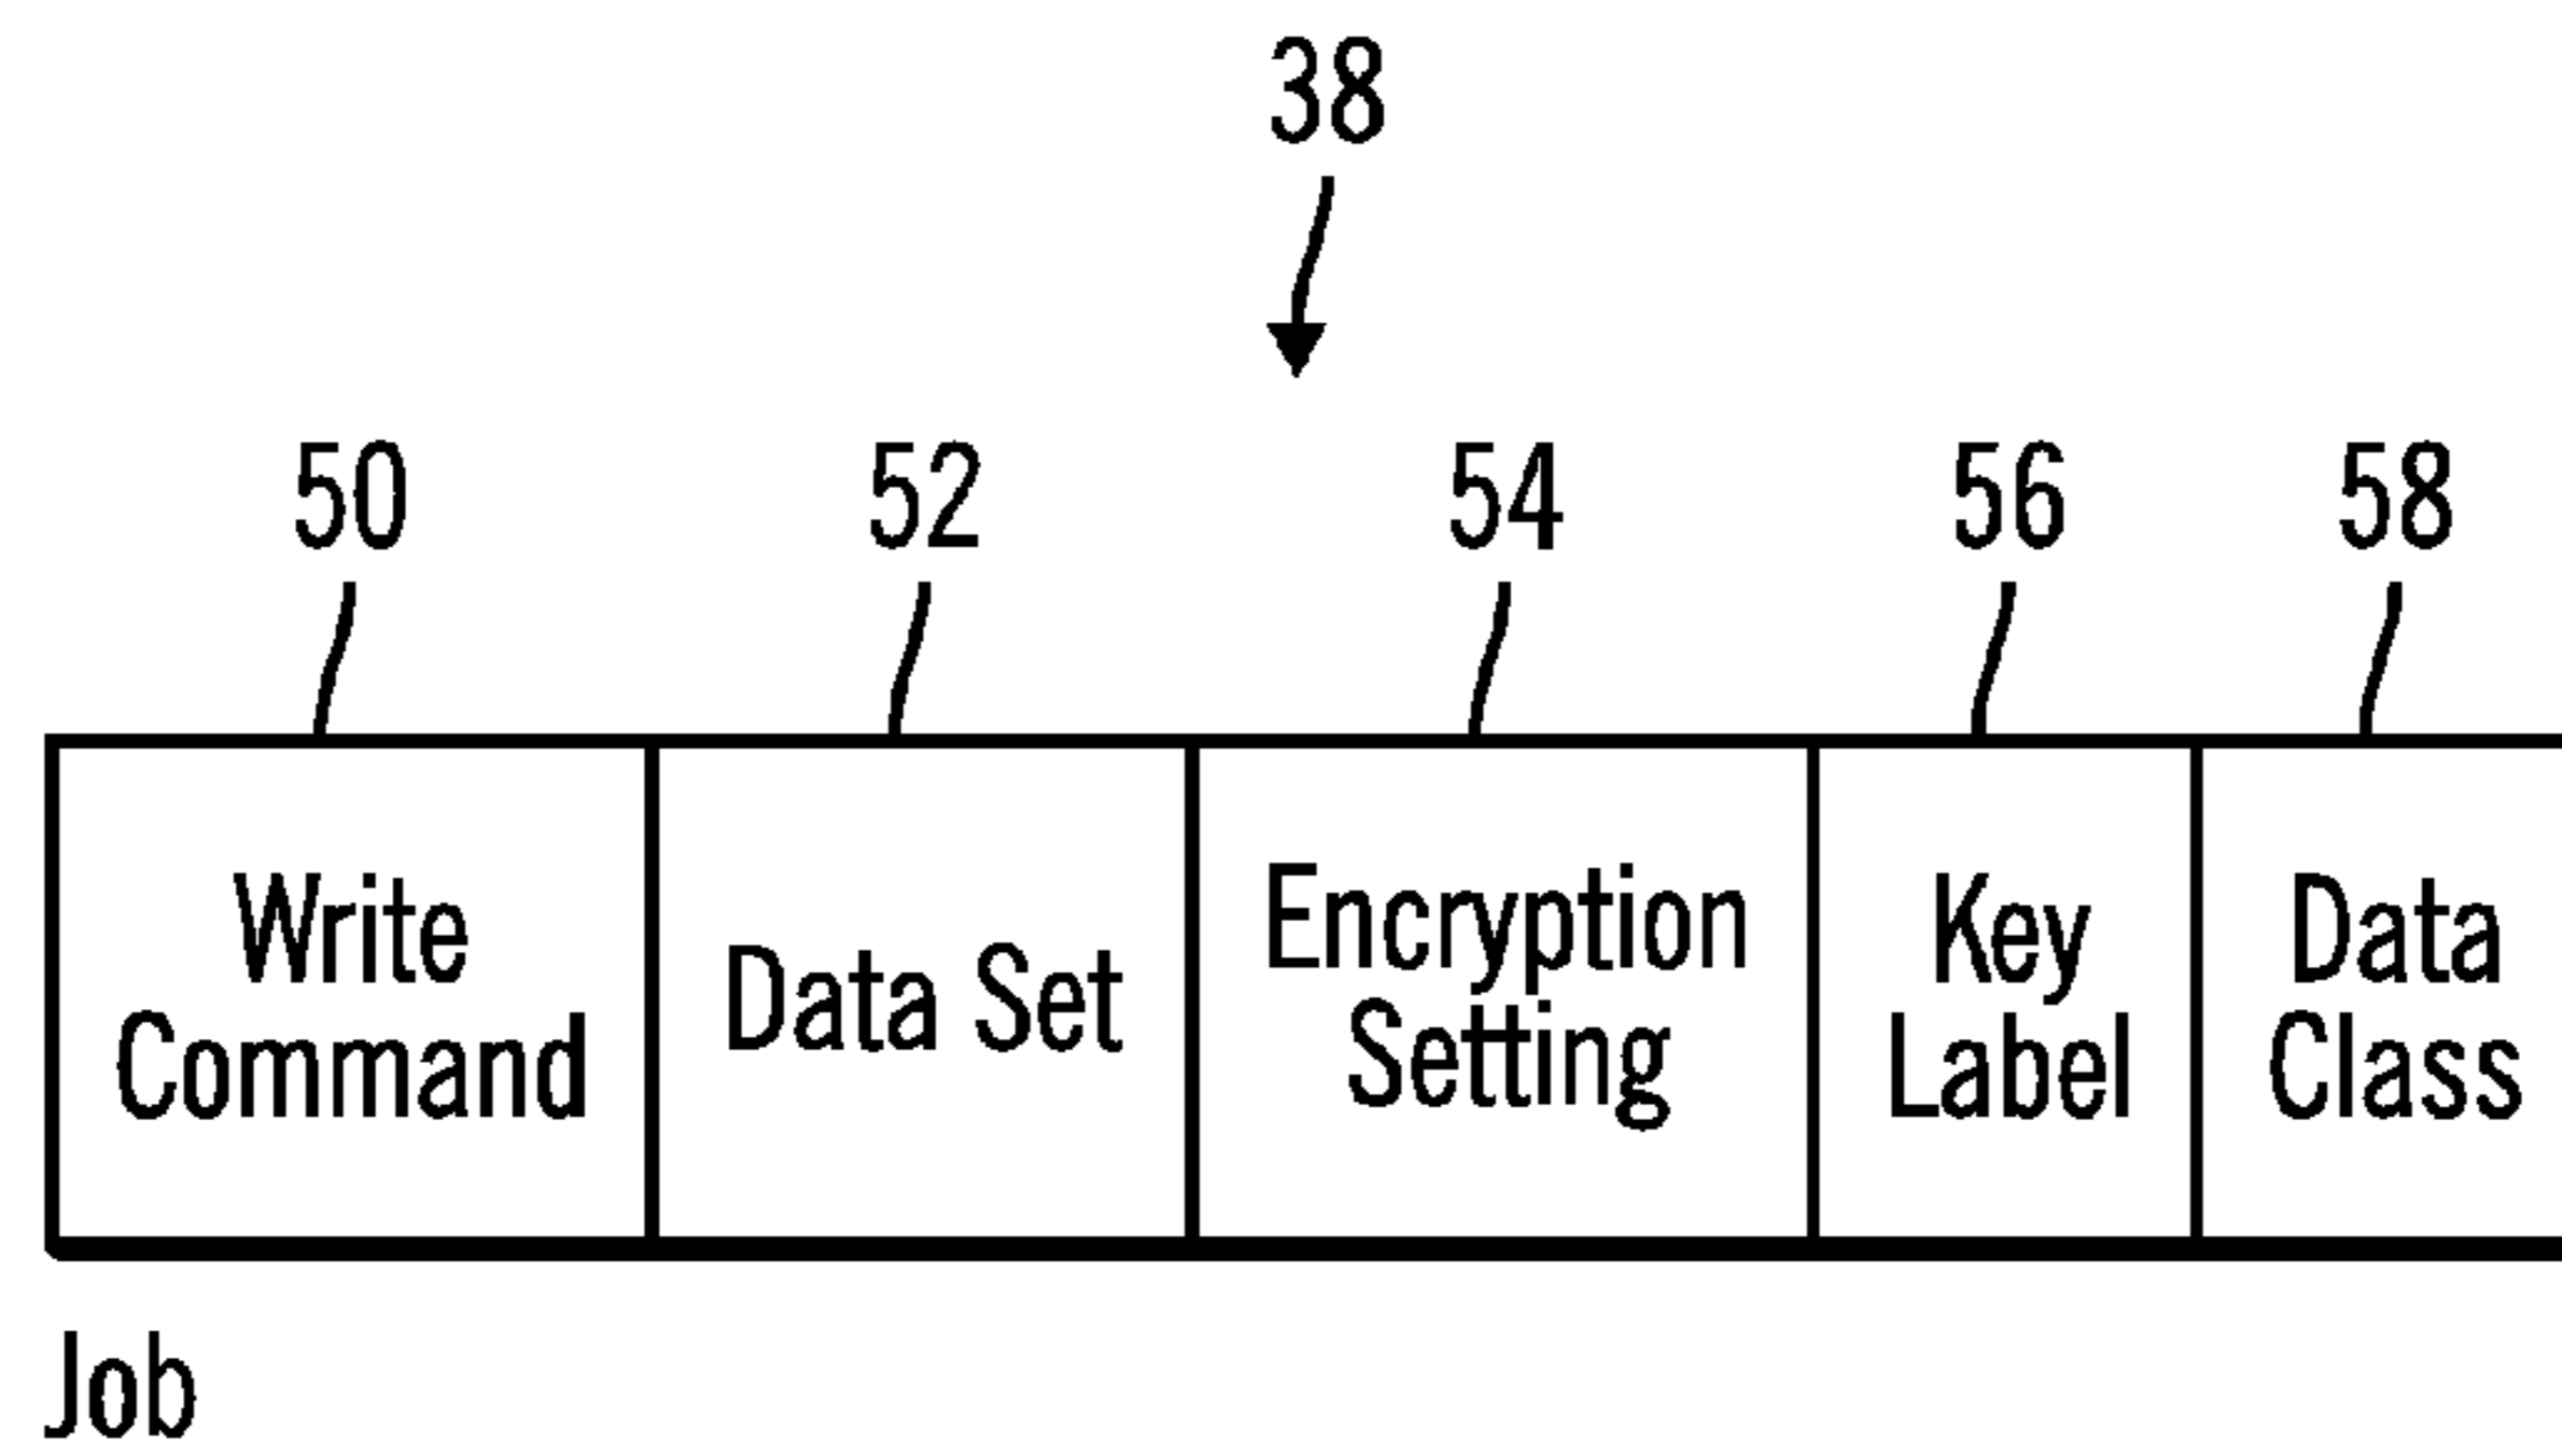 38
50 52 54 56 58
Write
Command
Data Set
Encryption
Setting
Key
Label
Data
Class
Job